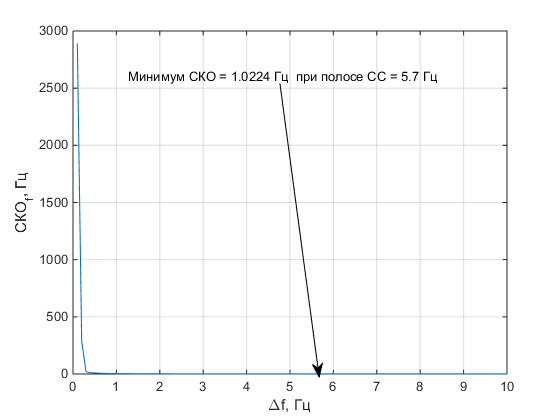 3000
Минимум СКО = 1.0224 Гц  при полосе СС = 5.7 Гц
2500
2000
1500
1000
500
0
СКО_f, Гц
0 1 2 3 4 5 6 7 8 9 10
Δf, Гц